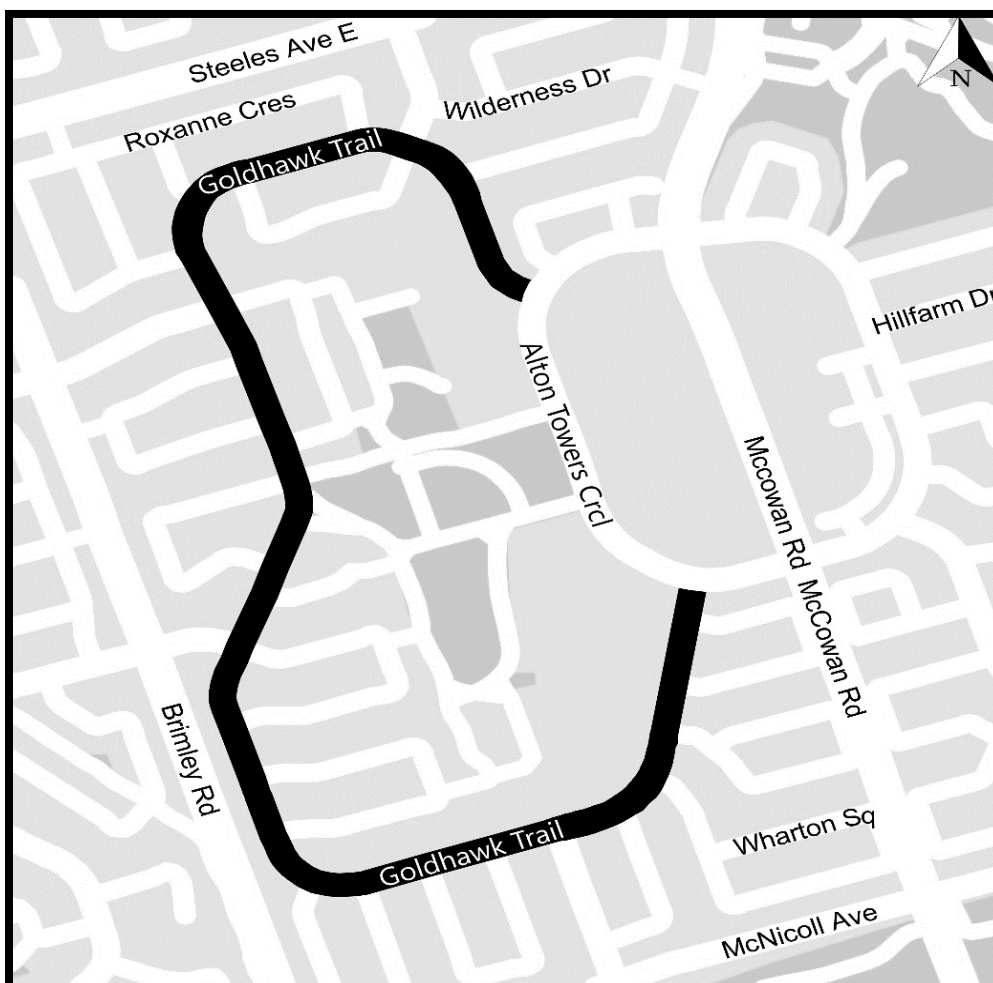 Steeles Ave E
N
Wilderness Dr
Roxanne Cres
Goldhawk Trail
Hillfarm Dr
Alton Towers Crcl
Mccowan Rd
McCowan Rd
Brimley Rd
Wharton Sq
Goldhawk Trail
McNicoll Ave